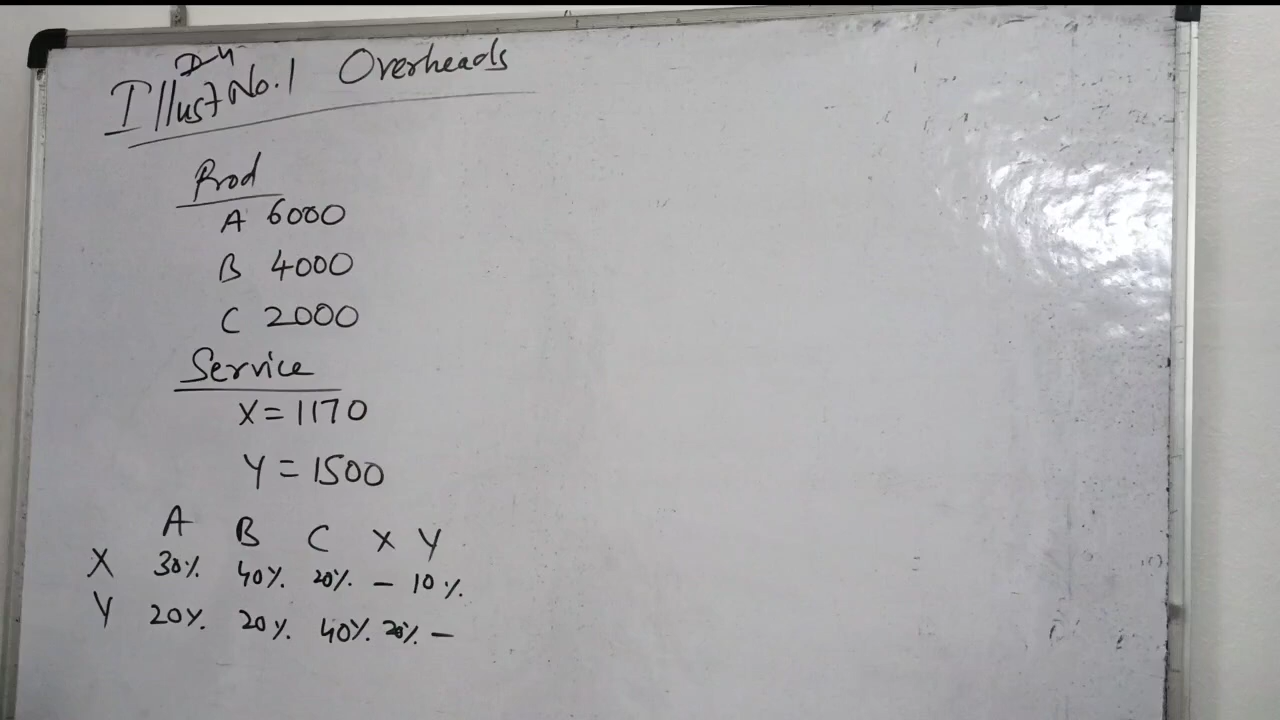 D-4
Illust No. 1 Overheads
Prod
A 6000
B 4000
C 2000
Service
X = 1170
Y = 1500
A B C X Y
X 30% 40% 20% - 10%
Y 20% 20% 40% 20% -